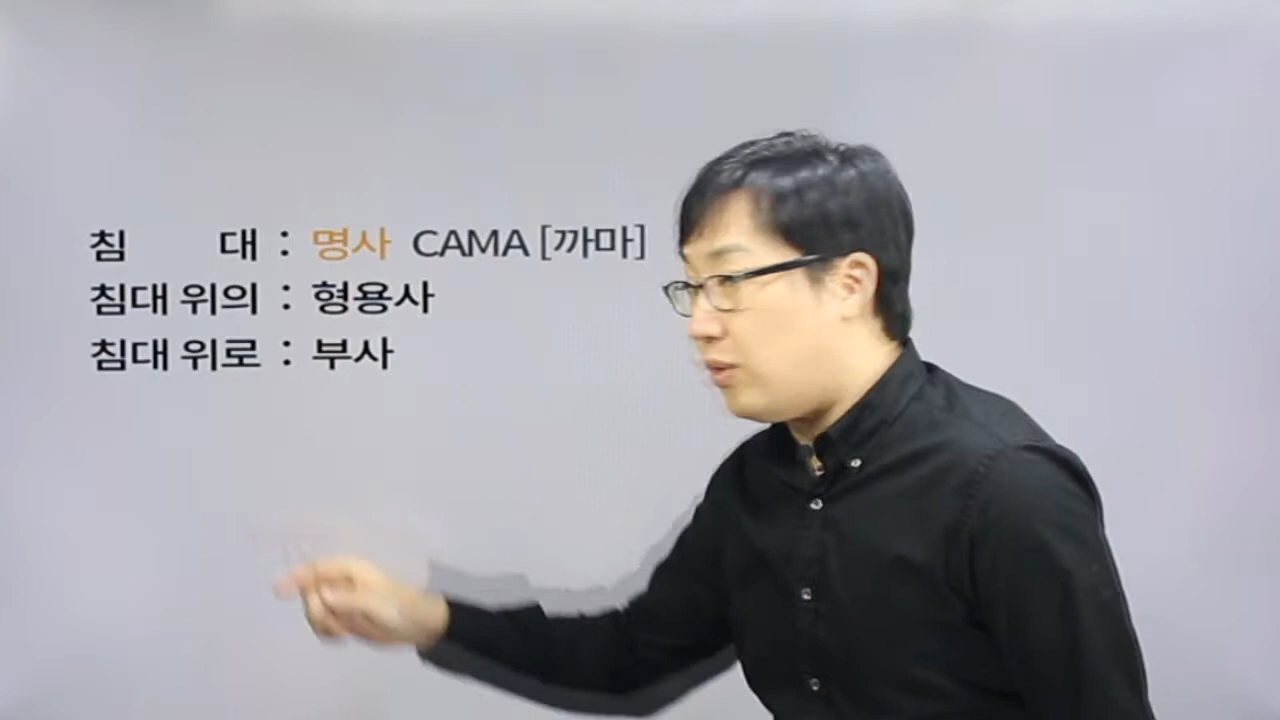 침 대 : 명사 CAMA [까마]
침대 위의 : 형용사
침대 위로 : 부사